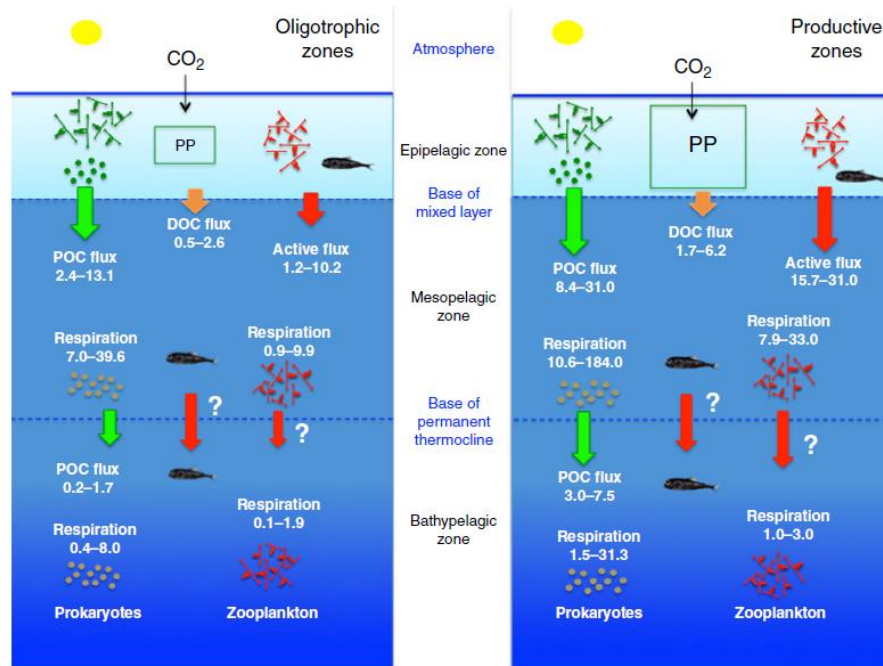 Oligotrophic
zones
CO2
PP
DOC flux
0.5–2.6
POC flux
2.4–13.1
Active flux
1.2–10.2
Respiration
7.0–39.6
Respiration
0.9–9.9
?
?
POC flux
0.2–1.7
Respiration
0.1–1.9
Respiration
0.4–8.0
Prokaryotes
Zooplankton
Atmosphere
Epipelagic zone
Base of
mixed layer
Mesopelagic
zone
Base of
permanent
thermocline
Bathypelagic
zone
Productive
zones
CO2
PP
DOC flux
1.7–6.2
POC flux
8.4–31.0
Active flux
15.7–31.0
Respiration
10.6–184.0
Respiration
7.9–33.0
?
?
POC flux
3.0–7.5
Respiration
1.0–3.0
Respiration
1.5–31.3
Prokaryotes
Zooplankton